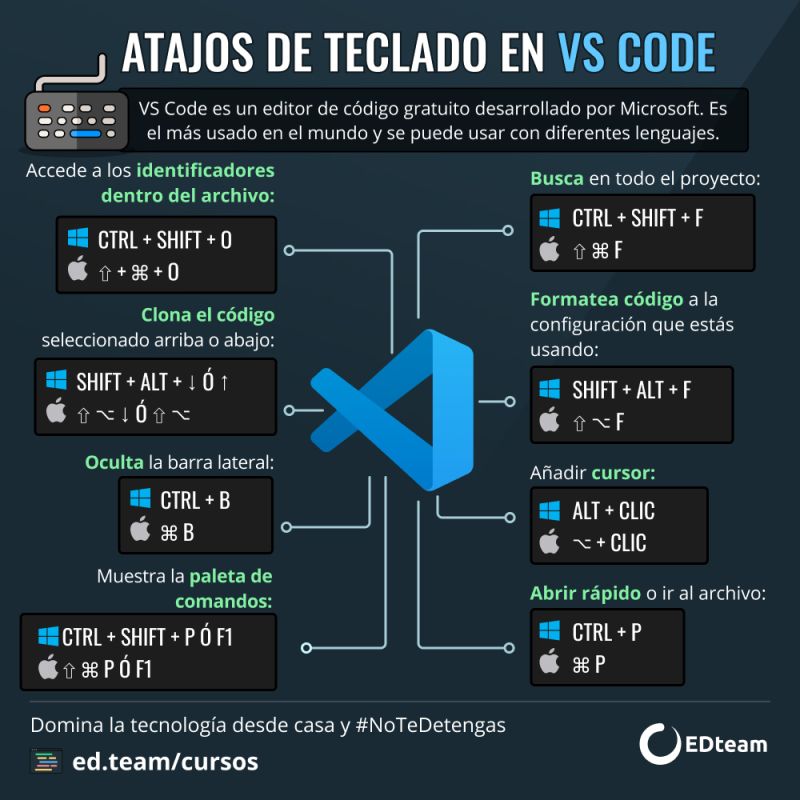 ATAJOS DE TECLADO EN VS CODE
VS Code es un editor de código gratuito desarrollado por Microsoft. Es
el más usado en el mundo y se puede usar con diferentes lenguajes.
Accede a los identificadores
dentro del archivo:
CTRL + SHIFT + O
⇧ + ⌘ + O
Clona el código
seleccionado arriba o abajo:
SHIFT + ALT + ↓ Ó ↑
⇧ ⌥ ↓ Ó ⇧ ⌥
Oculta la barra lateral:
CTRL + B
⌘ B
Muestra la paleta de
comandos:
CTRL + SHIFT + P Ó F1
⇧ ⌘ P Ó F1
Busca en todo el proyecto:
CTRL + SHIFT + F
⇧ ⌘ F
Formatea código a la
configuración que estás
usando:
SHIFT + ALT + F
⇧ ⌥ F
Añadir cursor:
ALT + CLIC
⌥ + CLIC
Abrir rápido o ir al archivo:
CTRL + P
⌘ P
Domina la tecnología desde casa y #NoTeDetengas
ed.team/cursos
EDteam